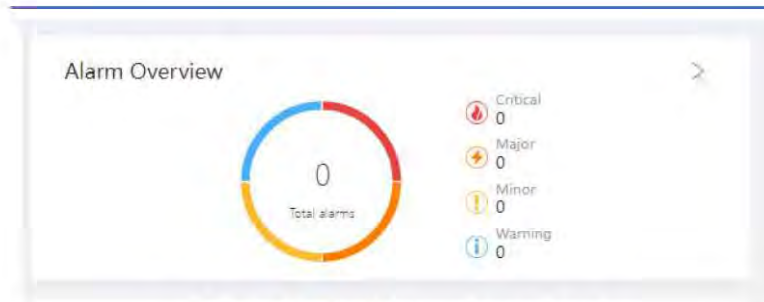 Alarm Overview
0
Total alarms
Critical
0
Major
0
Minor
0
Warning
0